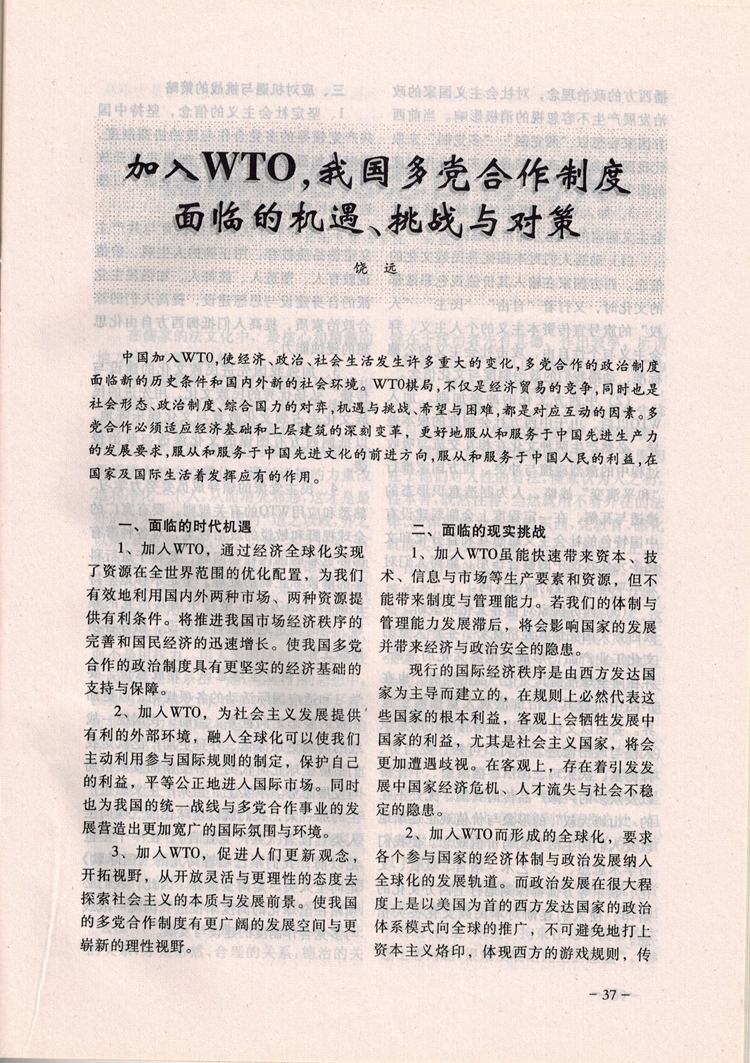 加入WTO,我国多党合作制度
面临的机遇、挑战与对策
饶 远
中国加入WTO,使经济、政治、社会生活发生许多重大的变化,多党合作的政治制度
面临新的历史条件和国内外新的社会环境。WTO棋局,不仅是经济贸易的竞争,同时也是
社会形态、政治制度、综合国力的对弈,机遇与挑战、希望与困难,都是对应互动的因素。多
党合作必须适应经济基础和上层建筑的深刻变革,更好地服从和服务于中国先进生产力
的发展要求,服从和服务于中国先进文化的前进方向,服从和服务于中国人民的利益,在
国家及国际生活着发挥应有的作用。
一、面临的时代机遇
1、加入WTO,通过经济全球化实现
了资源在全世界范围的优化配置,为我们
有效地利用国内外两种市场、两种资源提
供有利条件。将推进我国市场经济秩序的
完善和国民经济的迅速增长。使我国多党
合作的政治制度具有更坚实的经济基础的
支持与保障。
2、加入WTO,为社会主义发展提供
有利的外部环境,融入全球化可以使我们
主动利用参与国际规则的制定,保护自己
的利益,平等公正地进入国际市场。同时
也为我国的统一战线与多党合作事业的发
展营造出更加宽广的国际氛围与环境。
3、加入WTO,促进人们更新观念,
开拓视野,从开放灵活与更理性的态度去
探索社会主义的本质与发展前景。使我国
的多党合作制度有更广阔的发展空间与更
崭新的理性视野。
二、面临的现实挑战
1、加入WTO虽能快速带来资本、技
术、信息与市场等生产要素和资源,但不
能带来制度与管理能力。若我们的体制与
管理能力发展滞后,将会影响国家的发展
并带来经济与政治安全的隐患。
现行的国际经济秩序是由西方发达国
家为主导而建立的,在规则上必然代表这
些国家的根本利益,客观上会牺牲发展中
国家的利益,尤其是社会主义国家,将会
更加遭遇歧视。在客观上,存在着引发发
展中国家经济危机、人才流失与社会不稳
定的隐患。
2、加入WTO而形成的全球化,要求
各个参与国家的经济体制与政治发展纳入
全球化的发展轨道。而政治发展在很大程
度上是以美国为首的西方发达国家的政治
体系模式向全球的推广,不可避免地打上
资本主义烙印,体现西方的游戏规则,传
－37－